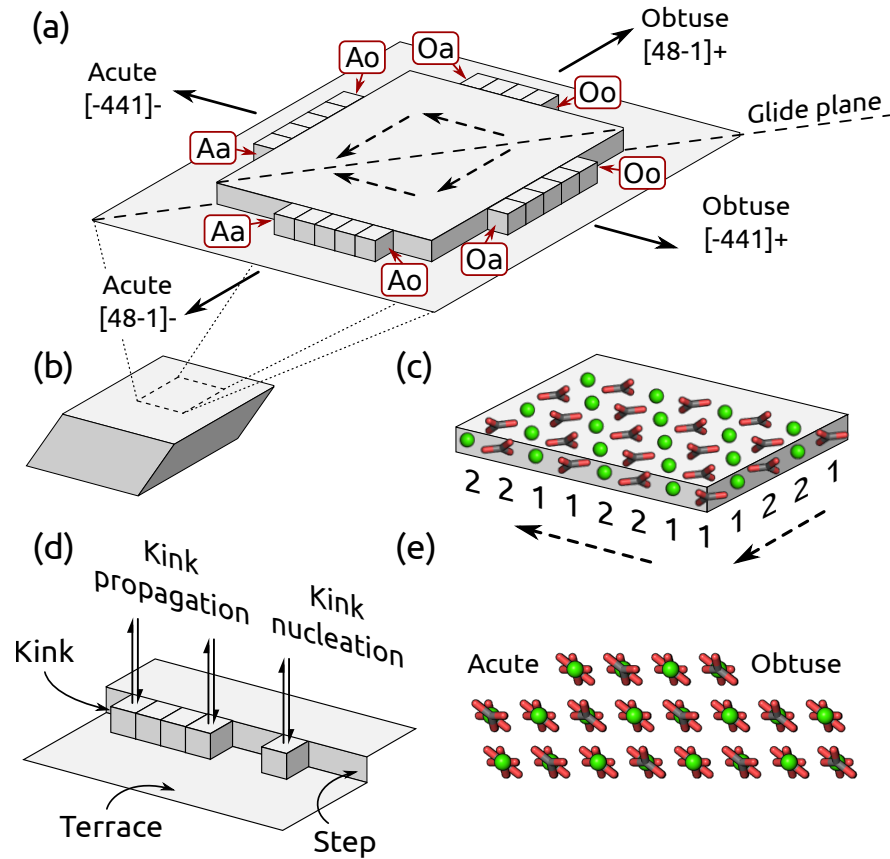 (a)
Obtuse
[48-1]+
Acute
[-441]-
Ao
Oa
Oo
Glide plane
Aa
Oo
Aa
Oa
Ao
Obtuse
[-441]+
Acute
[48-1]-
(b)
(c)
2 2 1 1 2 2 1 1 1 2 2 1
(d)
Kink
propagation
Kink
nucleation
Kink
Terrace
Step
(e)
Acute
Obtuse